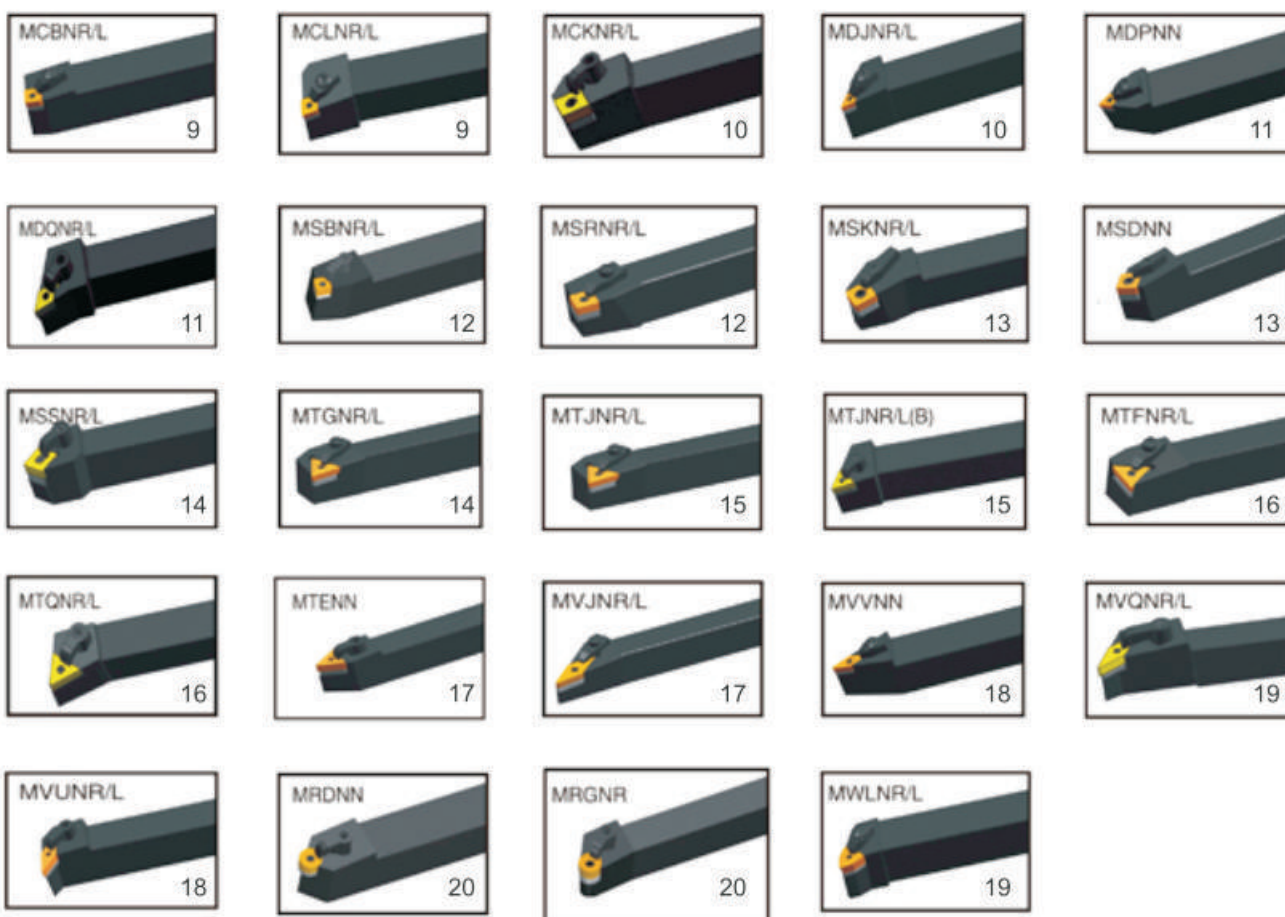 MCBNR/L
9
MCLNR/L
9
MCKNR/L
10
MDJNR/L
10
MDPNN
11
MDQNR/L
11
MSBNR/L
12
MSRNR/L
12
MSKNR/L
13
MSDNN
13
MSSNR/L
14
MTGNR/L
14
MTJNR/L
15
MTJNR/L(B)
15
MTFNR/L
16
MTQNR/L
16
MTENN
17
MVJNR/L
17
MVVNN
18
MVQNR/L
19
MVUNR/L
18
MRDNN
20
MRGNR
20
MWLNR/L
19